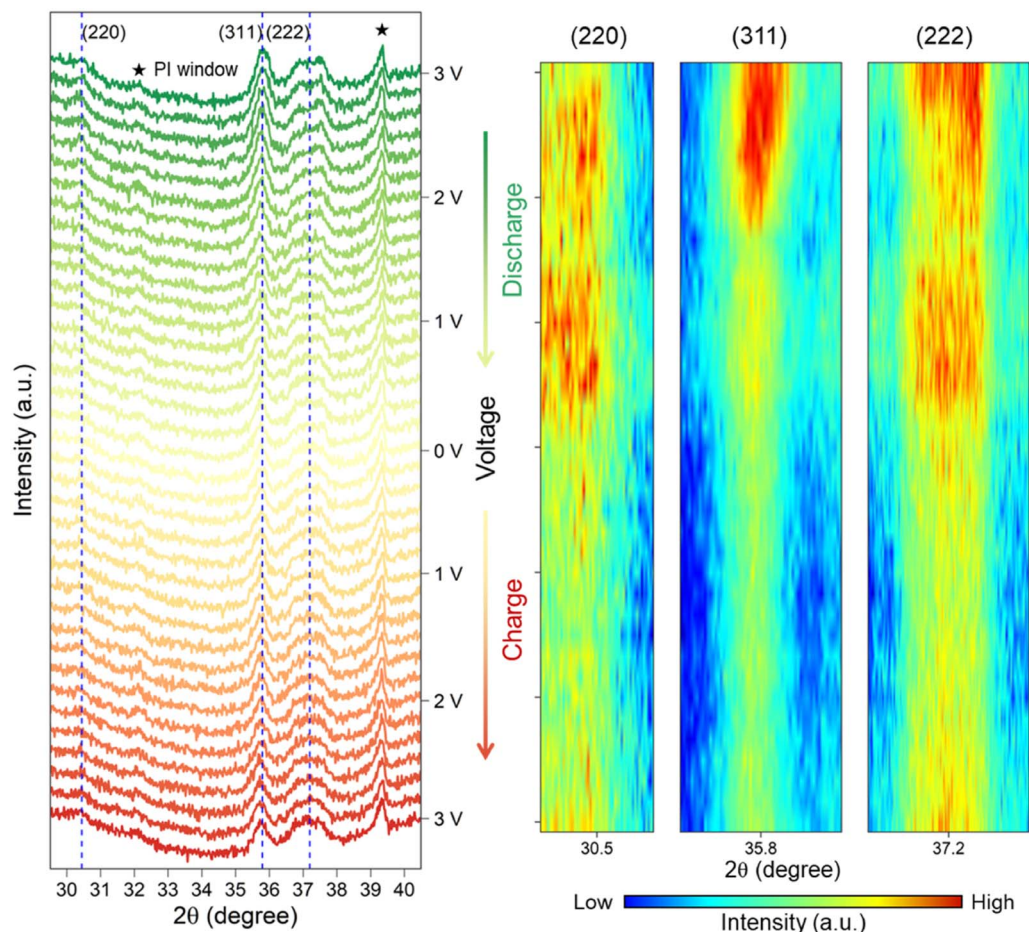 (220) (311) (222) ★
★ PI window
3 V
2 V
1 V
0 V
1 V
2 V
3 V
Intensity (a.u.)
30 31 32 33 34 35 36 37 38 39 40
2θ (degree)
Discharge
Voltage
Charge
(220) (311) (222)
30.5 35.8 37.2
2θ (degree)
Low High
Intensity (a.u.)